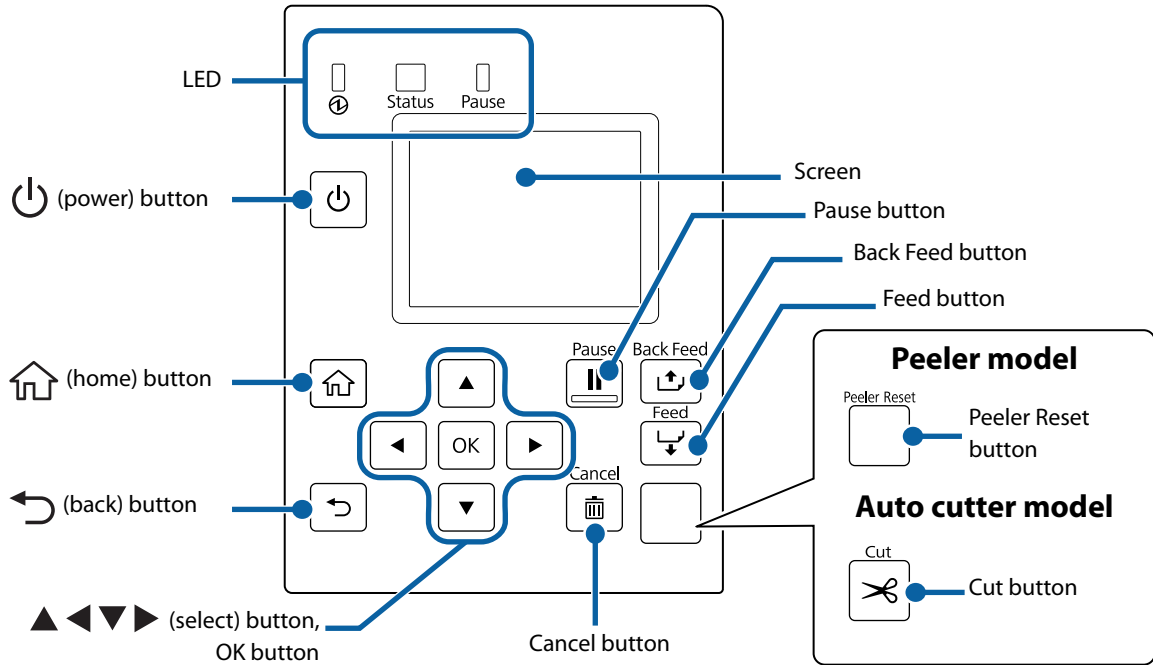 LED
Status
Pause
(power) button
Screen
Pause button
Back Feed button
Feed button
Pause
Back Feed
Feed
(home) button
OK
Cancel
(back) button
(select) button,
OK button
Cancel button
Peeler model
Peeler Reset
Peeler Reset
button
Auto cutter model
Cut
Cut button